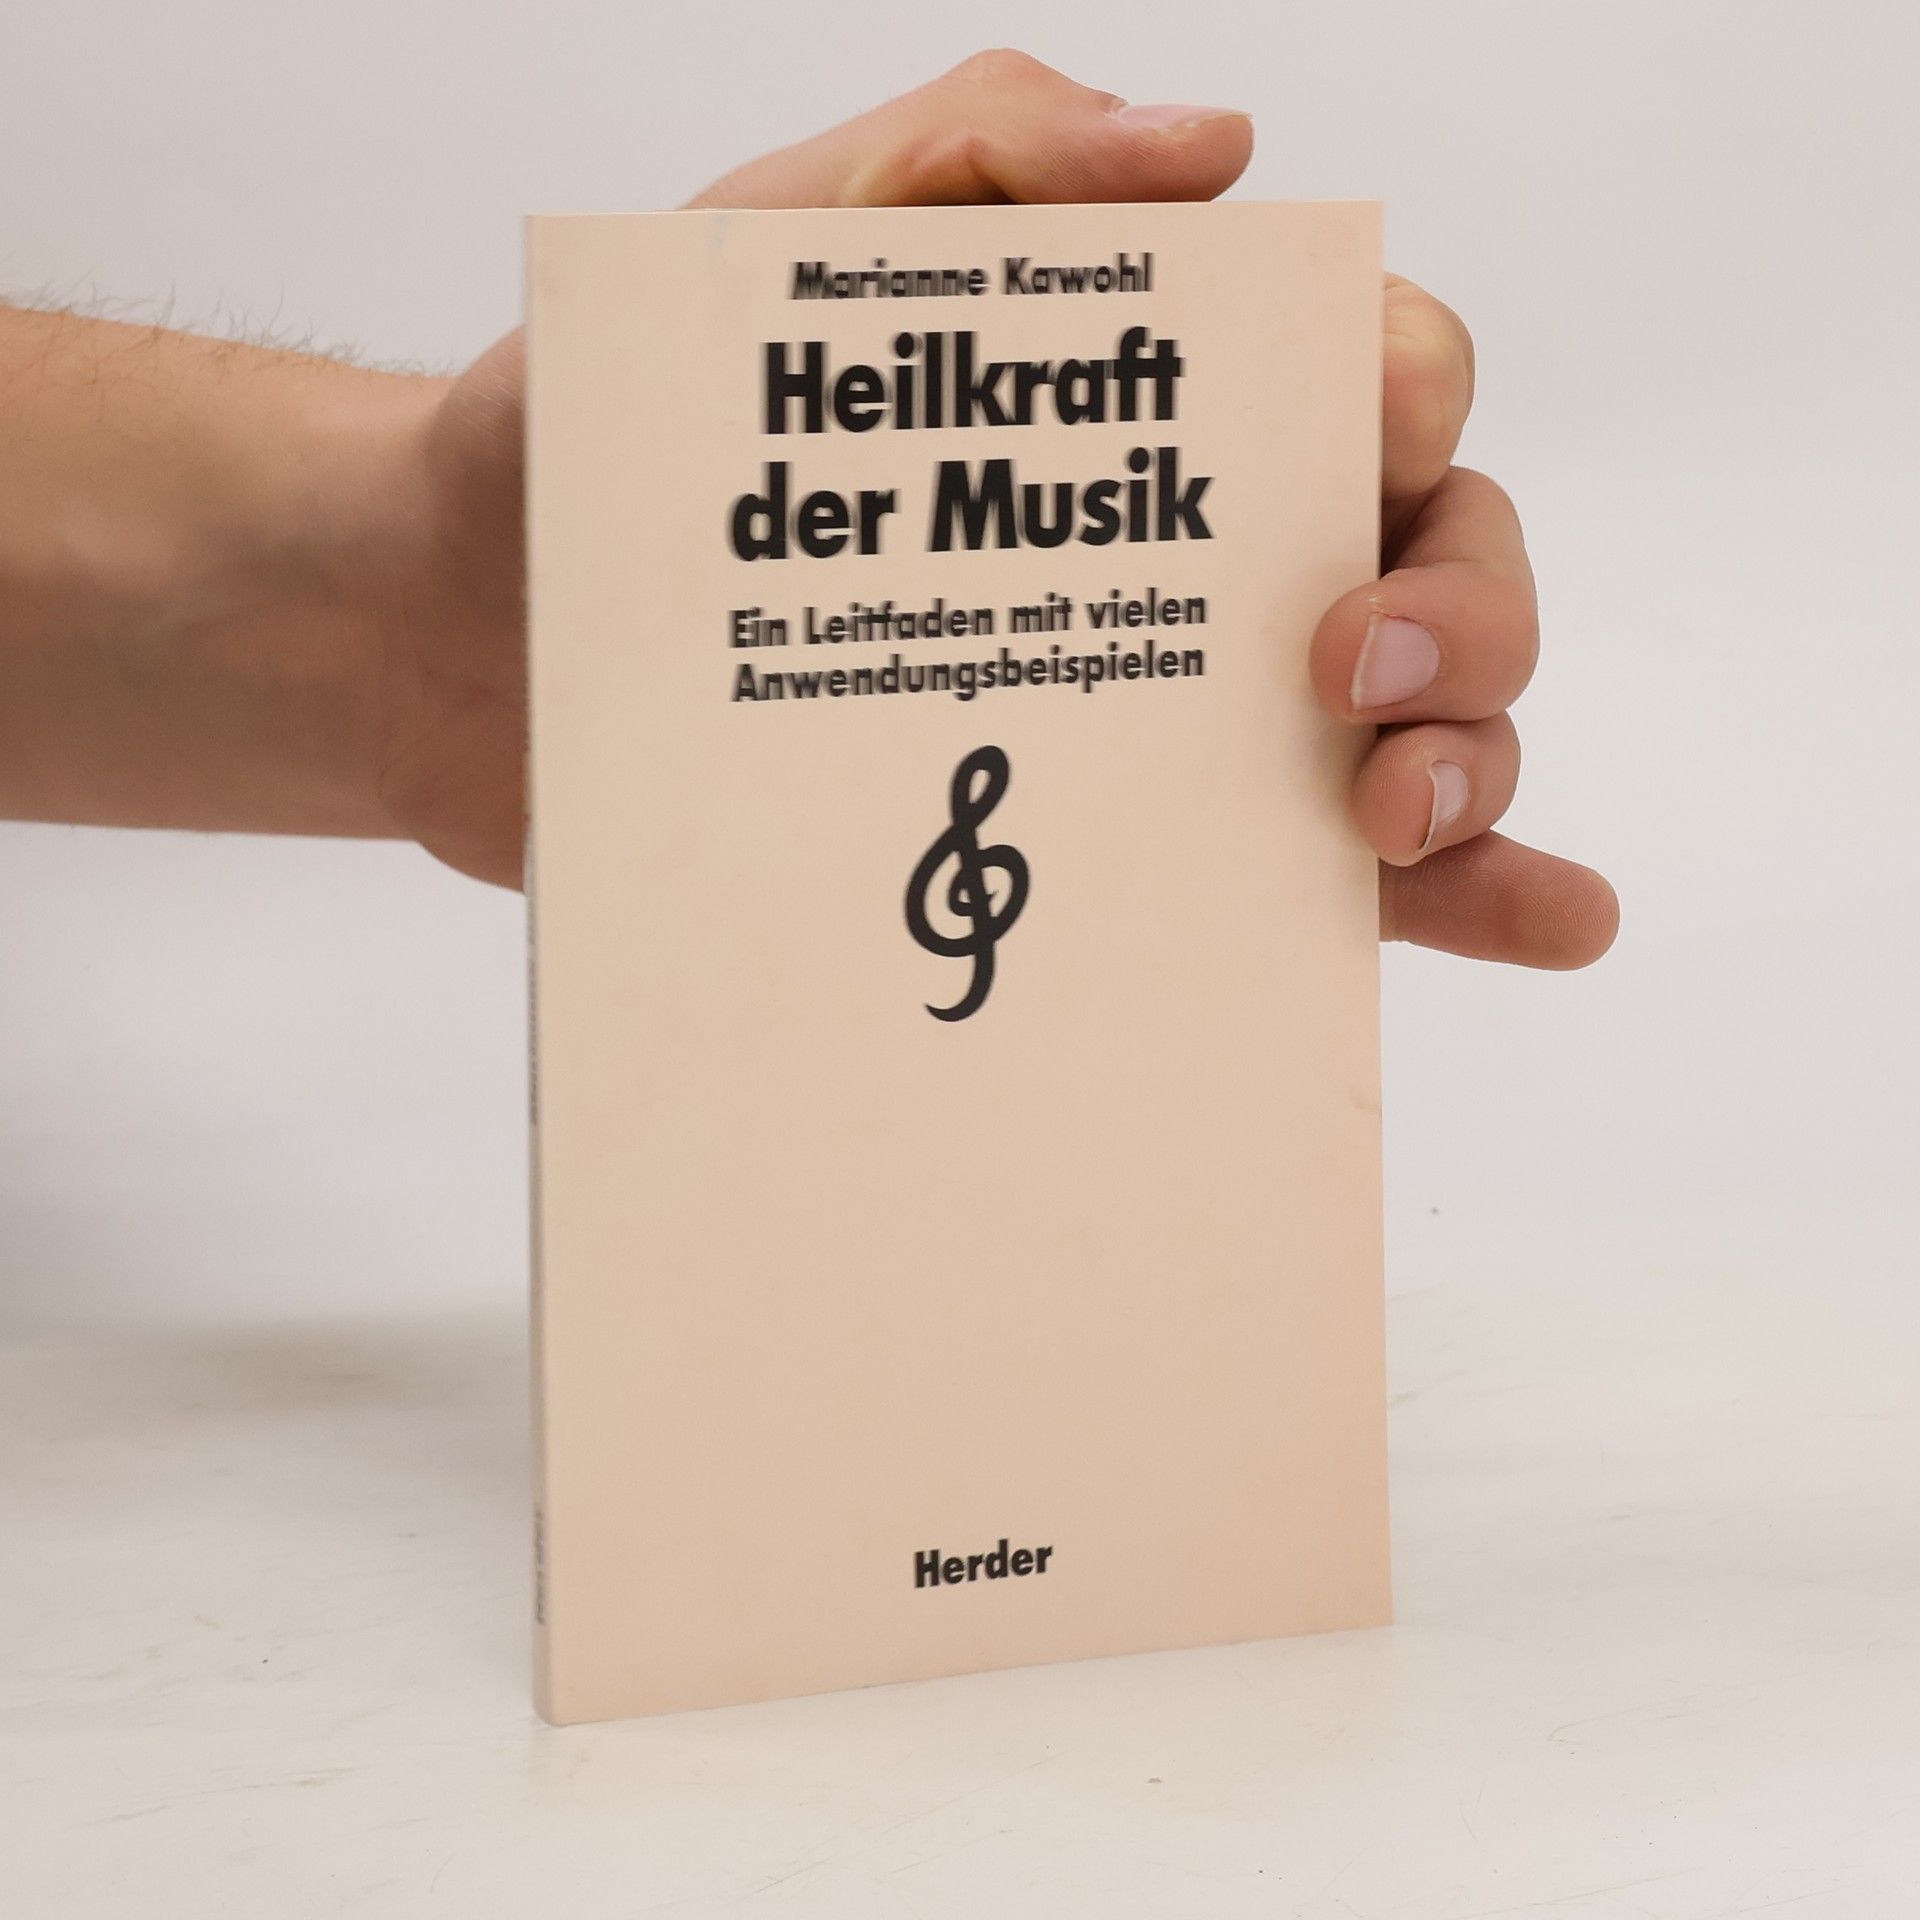 Marianne Kawohl
Heilkraft
der Musik
Ein Leitfaden mit vielen
Anwendungsbeispielen
Herder